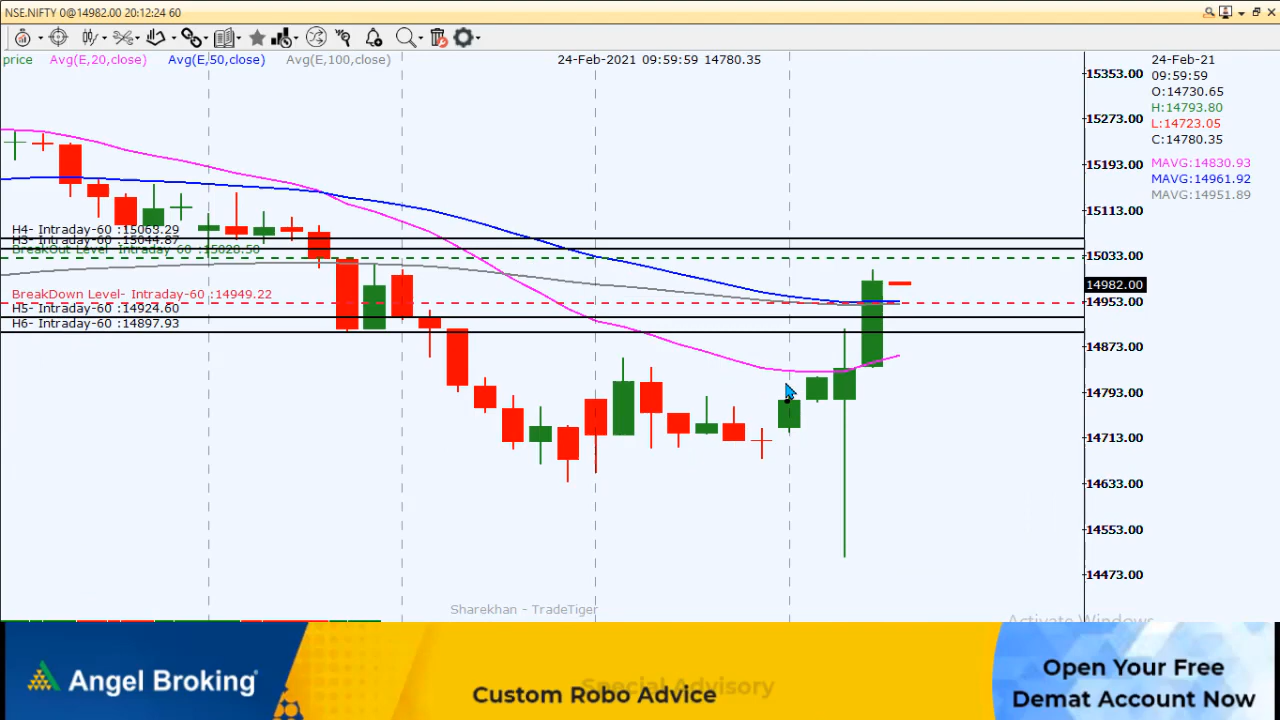 NSE.NIFTY 0@14982.00 20:12:24 60
price Avg(E,20,close) Avg(E,50,close) Avg(E,100,close) 24-Feb-2021 09:59:59 14780.35
24-Feb-21
09:59:59
O:14730.65
H:14793.80
L:14723.05
C:14780.35
MAVG:14830.93
MAVG:14961.92
MAVG:14951.89
15353.00
15273.00
15193.00
15113.00
15033.00
14982.00
14953.00
14873.00
14793.00
14713.00
14633.00
14553.00
14473.00
H4- Intraday-60 :15063.29
H3- Intraday-60 :15044.87
BreakOut Level- Intraday-60 :15028.50
BreakDown Level- Intraday-60 :14949.22
H5- Intraday-60 :14924.60
H6- Intraday-60 :14897.93
Sharekhan - TradeTiger
Activate Windows
Angel Broking
Special Advisory
Custom Robo Advice
Open Your Free
Demat Account Now